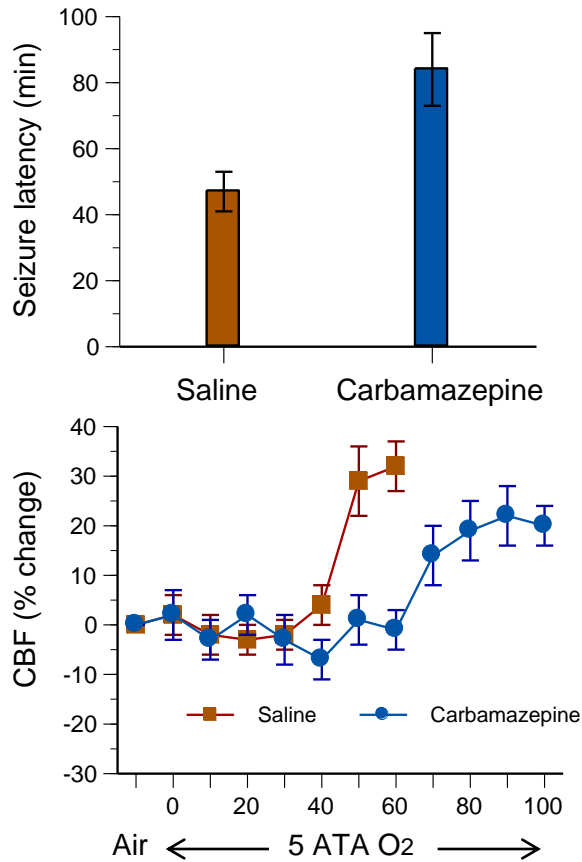 Seizure latency (min)
100
80
60
40
20
0
Saline Carbamazepine
CBF (% change)
40
30
20
10
0
-10
-20
-30
Saline Carbamazepine
0 20 40 60 80 100
Air 5 ATA O2